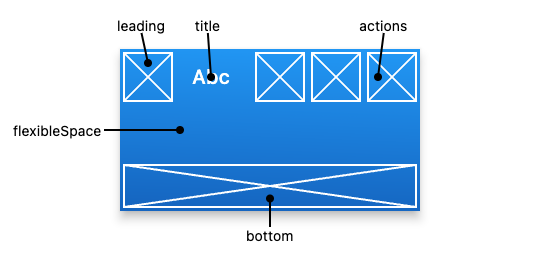 leading
title
actions
Abc
flexibleSpace
bottom